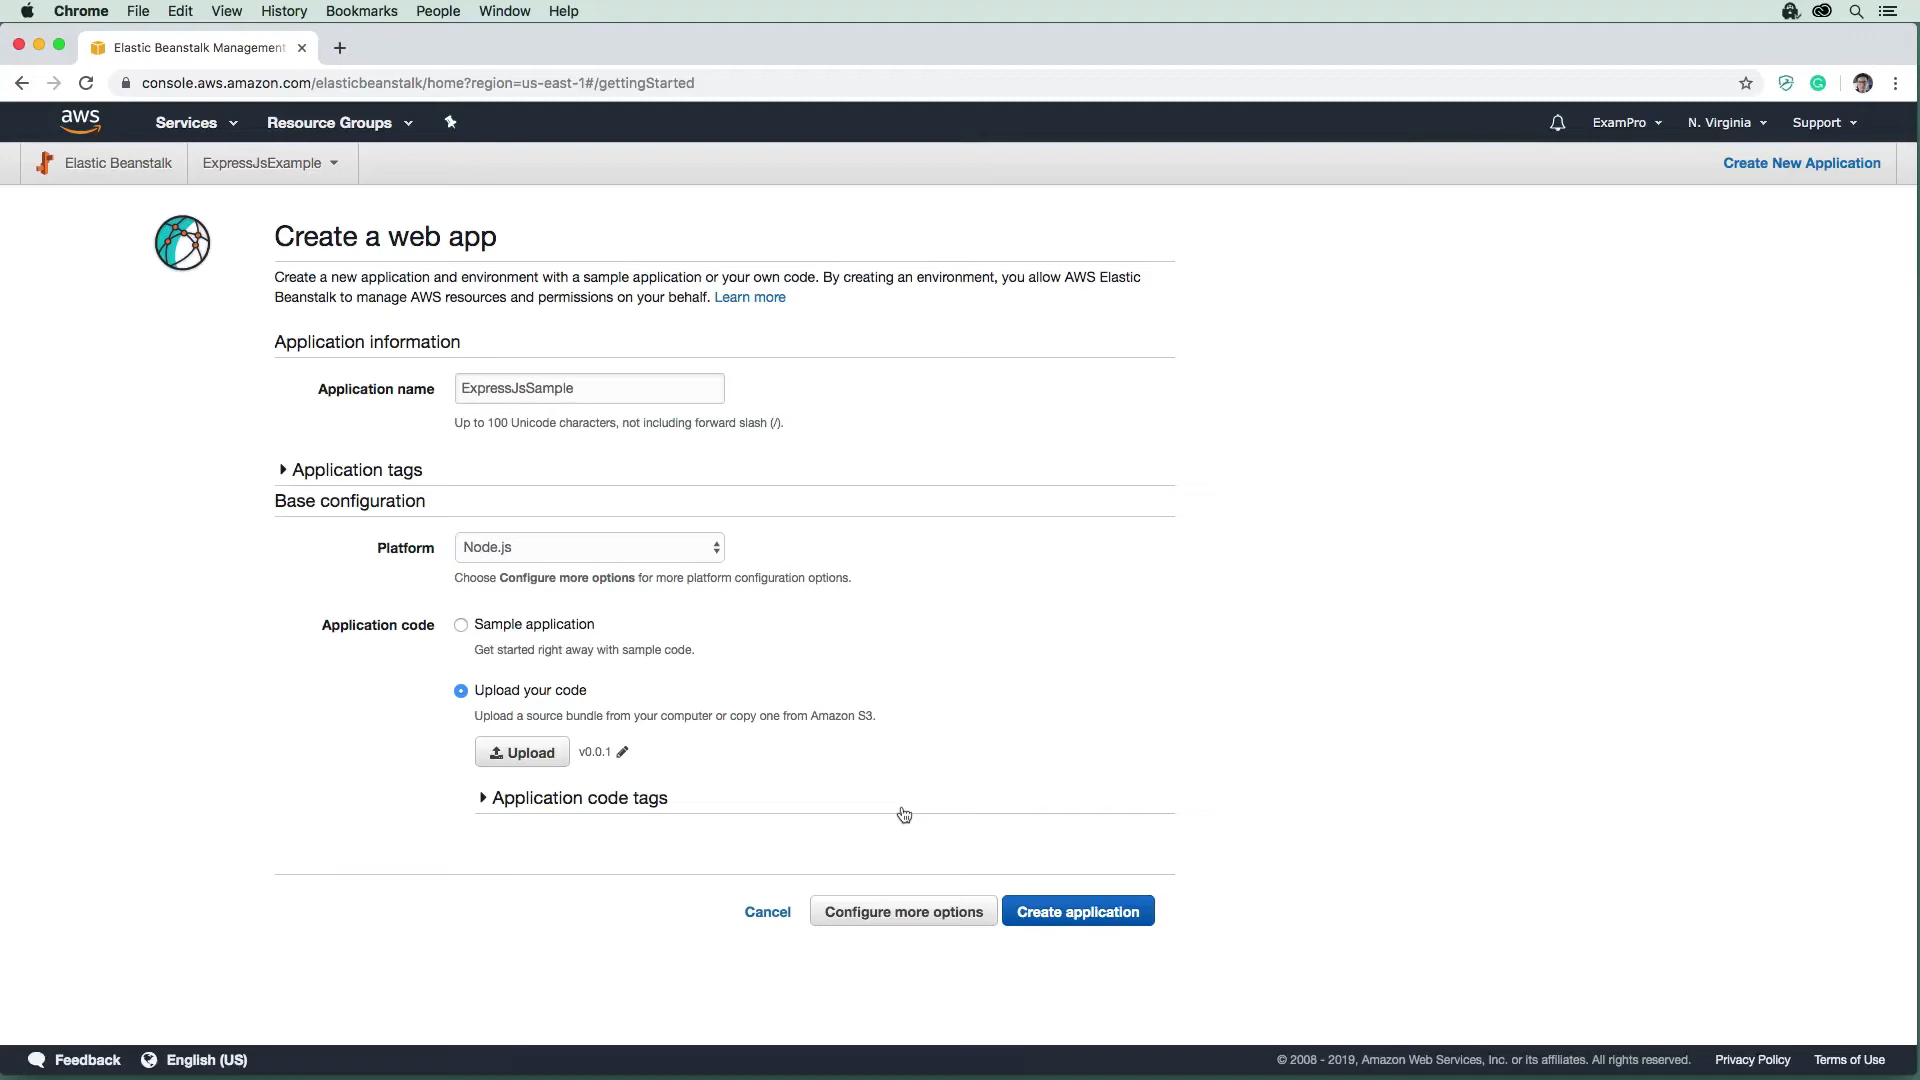 Chrome File Edit View History Bookmarks People Window Help
Elastic Beanstalk Management
console.aws.amazon.com/elasticbeanstalk/home?region=us-east-1#/gettingStarted
aws Services Resource Groups ExamPro N. Virginia Support
Elastic Beanstalk ExpressJsExample Create New Application
Create a web app
Create a new application and environment with a sample application or your own code. By creating an environment, you allow AWS Elastic
Beanstalk to manage AWS resources and permissions on your behalf. Learn more
Application information
Application name ExpressJsSample
Up to 100 Unicode characters, not including forward slash (/).
Application tags
Base configuration
Platform Node.js
Choose Configure more options for more platform configuration options.
Application code Sample application
Get started right away with sample code.
Upload your code
Upload a source bundle from your computer or copy one from Amazon S3.
Upload v0.0.1
Application code tags
Cancel Configure more options Create application
Feedback English (US) © 2008 - 2019, Amazon Web Services, Inc. or its affiliates. All rights reserved. Privacy Policy Terms of Use